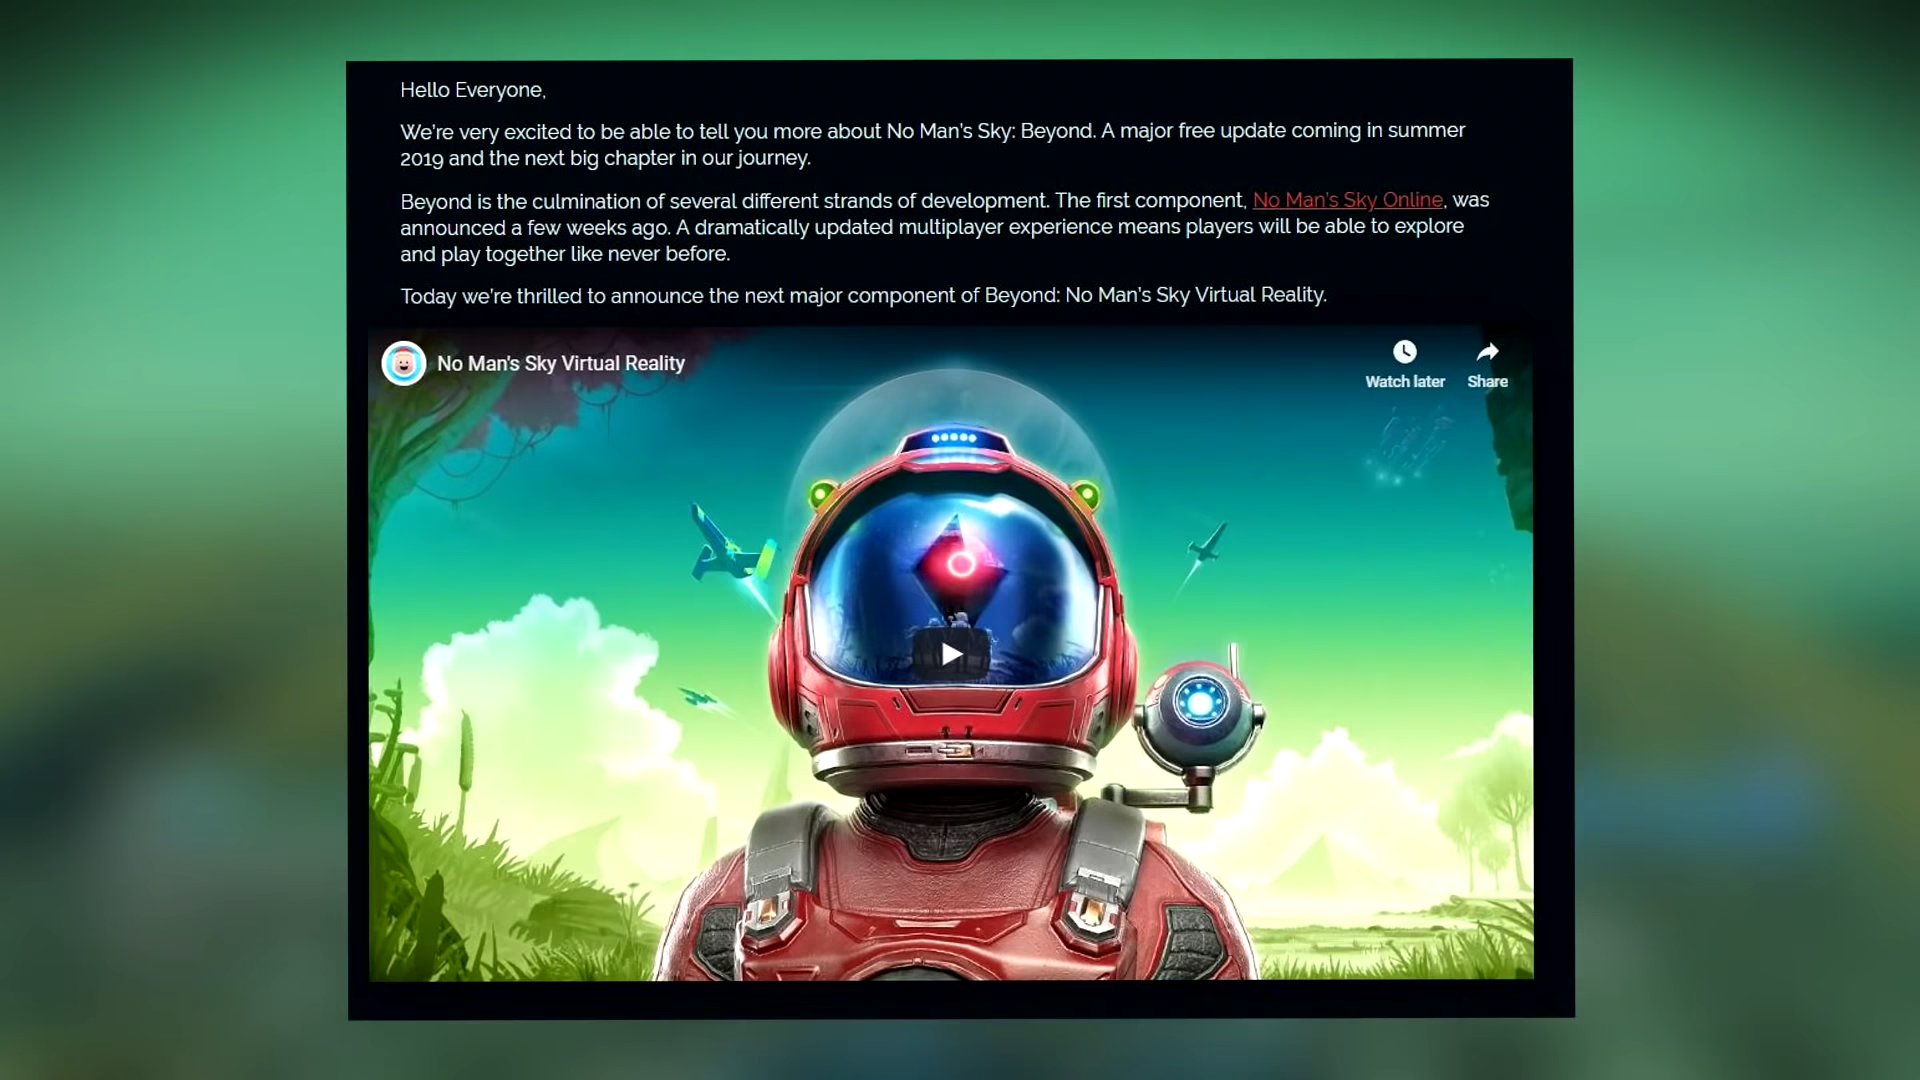 Hello Everyone,
We're very excited to be able to tell you more about No Man's Sky: Beyond. A major free update coming in summer
2019 and the next big chapter in our journey.
Beyond is the culmination of several different strands of development. The first component, No Man's Sky Online, was
announced a few weeks ago. A dramatically updated multiplayer experience means players will be able to explore
and play together like never before.
Today we're thrilled to announce the next major component of Beyond: No Man's Sky Virtual Reality.
No Man's Sky Virtual Reality
Watch later
Share